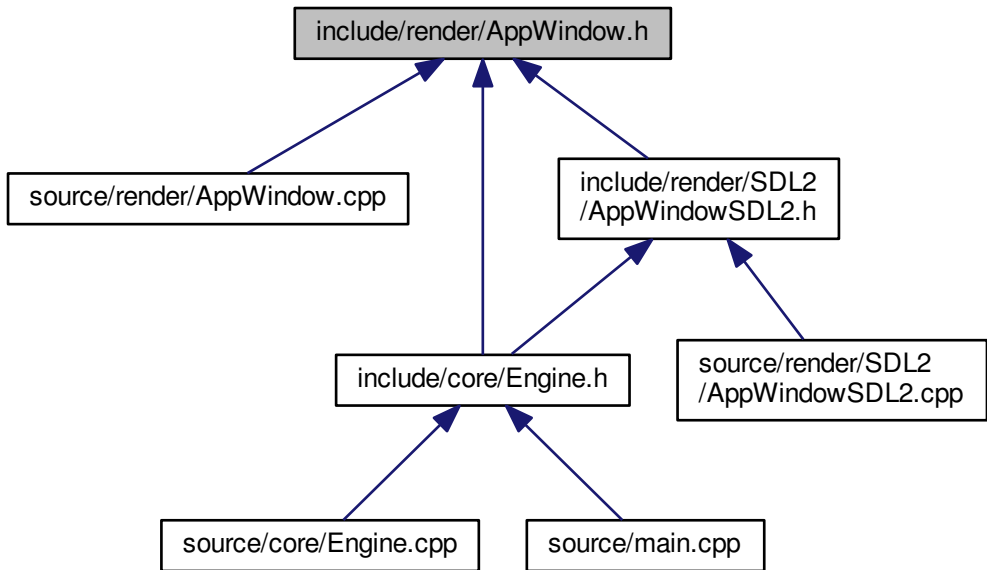 include/render/AppWindow.h
source/render/AppWindow.cpp
include/render/SDL2
/AppWindowSDL2.h
include/core/Engine.h
source/render/SDL2
/AppWindowSDL2.cpp
source/core/Engine.cpp
source/main.cpp